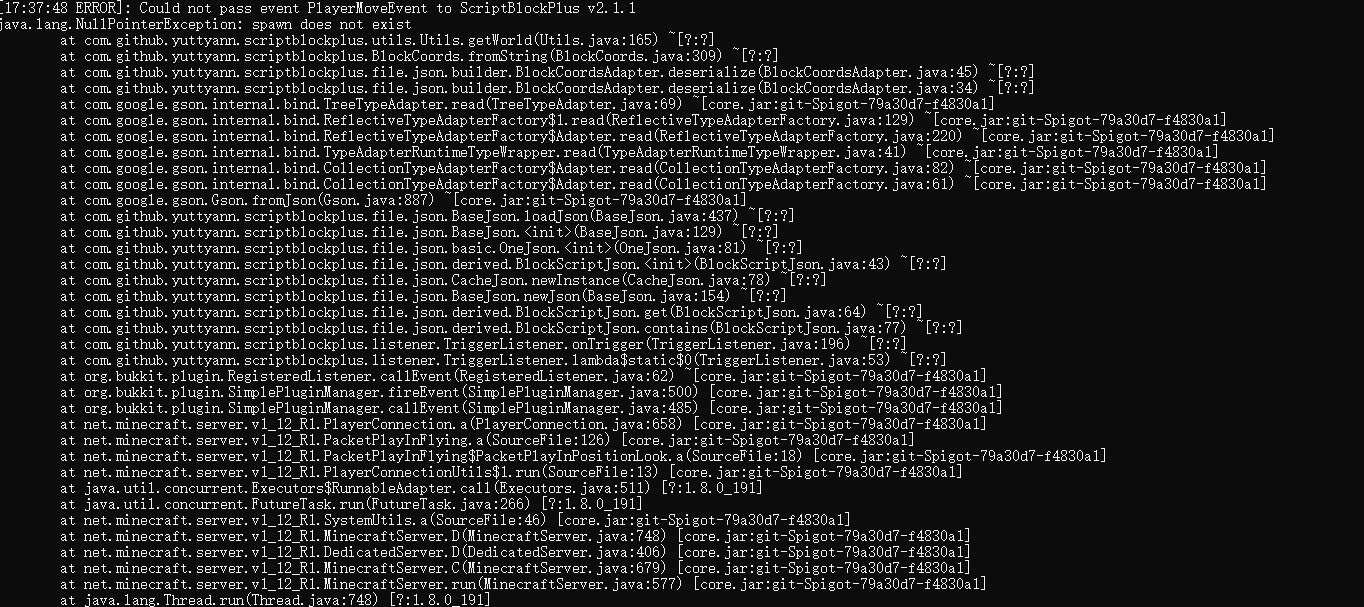 [17:37:48 ERROR]: Could not pass event PlayerMoveEvent to ScriptBlockPlus v2.1.1
java.lang.NullPointerException: spawn does not exist
at com.github.yuttyann.scriptblockplus.utils.Utils.getWorld(Utils.java:165) ~[?:?]
at com.github.yuttyann.scriptblockplus.BlockCoords.fromString(BlockCoords.java:309) ~[?:?]
at com.github.yuttyann.scriptblockplus.file.json.builder.BlockCoordsAdapter.deserialize(BlockCoordsAdapter.java:45) ~[?:?]
at com.github.yuttyann.scriptblockplus.file.json.builder.BlockCoordsAdapter.deserialize(BlockCoordsAdapter.java:34) ~[?:?]
at com.google.gson.internal.bind.TreeTypeAdapter.read(TreeTypeAdapter.java:69) ~[core.jar:git-Spigot-79a30d7-f4830a1]
at com.google.gson.internal.bind.ReflectiveTypeAdapterFactory$1.read(ReflectiveTypeAdapterFactory.java:129) ~[core.jar:git-Spigot-79a30d7-f4830a1]
at com.google.gson.internal.bind.ReflectiveTypeAdapterFactory$Adapter.read(ReflectiveTypeAdapterFactory.java:220) ~[core.jar:git-Spigot-79a30d7-f4830a1]
at com.google.gson.internal.bind.TypeAdapterRuntimeTypeWrapper.read(TypeAdapterRuntimeTypeWrapper.java:41) ~[core.jar:git-Spigot-79a30d7-f4830a1]
at com.google.gson.internal.bind.CollectionTypeAdapterFactory$Adapter.read(CollectionTypeAdapterFactory.java:82) ~[core.jar:git-Spigot-79a30d7-f4830a1]
at com.google.gson.internal.bind.CollectionTypeAdapterFactory$Adapter.read(CollectionTypeAdapterFactory.java:61) ~[core.jar:git-Spigot-79a30d7-f4830a1]
at com.google.gson.Gson.fromJson(Gson.java:887) ~[core.jar:git-Spigot-79a30d7-f4830a1]
at com.github.yuttyann.scriptblockplus.file.json.BaseJson.loadJson(BaseJson.java:437) ~[?:?]
at com.github.yuttyann.scriptblockplus.file.json.BaseJson.<init>(BaseJson.java:129) ~[?:?]
at com.github.yuttyann.scriptblockplus.file.json.basic.OneJson.<init>(OneJson.java:81) ~[?:?]
at com.github.yuttyann.scriptblockplus.file.json.derived.BlockScriptJson.<init>(BlockScriptJson.java:43) ~[?:?]
at com.github.yuttyann.scriptblockplus.file.json.CacheJson.newInstance(CacheJson.java:78) ~[?:?]
at com.github.yuttyann.scriptblockplus.file.json.BaseJson.newJson(BaseJson.java:154) ~[?:?]
at com.github.yuttyann.scriptblockplus.file.json.derived.BlockScriptJson.get(BlockScriptJson.java:64) ~[?:?]
at com.github.yuttyann.scriptblockplus.file.json.derived.BlockScriptJson.contains(BlockScriptJson.java:77) ~[?:?]
at com.github.yuttyann.scriptblockplus.listener.TriggerListener.onTrigger(TriggerListener.java:196) ~[?:?]
at com.github.yuttyann.scriptblockplus.listener.TriggerListener.lambda$static$0(TriggerListener.java:53) ~[?:?]
at org.bukkit.plugin.RegisteredListener.callEvent(RegisteredListener.java:62) ~[core.jar:git-Spigot-79a30d7-f4830a1]
at org.bukkit.plugin.SimplePluginManager.fireEvent(SimplePluginManager.java:500) [core.jar:git-Spigot-79a30d7-f4830a1]
at org.bukkit.plugin.SimplePluginManager.callEvent(SimplePluginManager.java:485) [core.jar:git-Spigot-79a30d7-f4830a1]
at net.minecraft.server.v1_12_R1.PlayerConnection.a(PlayerConnection.java:658) [core.jar:git-Spigot-79a30d7-f4830a1]
at net.minecraft.server.v1_12_R1.PacketPlayInFlying.a(SourceFile:126) [core.jar:git-Spigot-79a30d7-f4830a1]
at net.minecraft.server.v1_12_R1.PacketPlayInFlying$PacketPlayInPositionLook.a(SourceFile:18) [core.jar:git-Spigot-79a30d7-f4830a1]
at net.minecraft.server.v1_12_R1.PlayerConnectionUtils$1.run(SourceFile:13) [core.jar:git-Spigot-79a30d7-f4830a1]
at java.util.concurrent.Executors$RunnableAdapter.call(Executors.java:511) [?:1.8.0_191]
at java.util.concurrent.FutureTask.run(FutureTask.java:266) [?:1.8.0_191]
at net.minecraft.server.v1_12_R1.SystemUtils.a(SourceFile:46) [core.jar:git-Spigot-79a30d7-f4830a1]
at net.minecraft.server.v1_12_R1.MinecraftServer.D(MinecraftServer.java:748) [core.jar:git-Spigot-79a30d7-f4830a1]
at net.minecraft.server.v1_12_R1.DedicatedServer.D(DedicatedServer.java:406) [core.jar:git-Spigot-79a30d7-f4830a1]
at net.minecraft.server.v1_12_R1.MinecraftServer.C(MinecraftServer.java:679) [core.jar:git-Spigot-79a30d7-f4830a1]
at net.minecraft.server.v1_12_R1.MinecraftServer.run(MinecraftServer.java:577) [core.jar:git-Spigot-79a30d7-f4830a1]
at java.lang.Thread.run(Thread.java:748) [?:1.8.0_191]